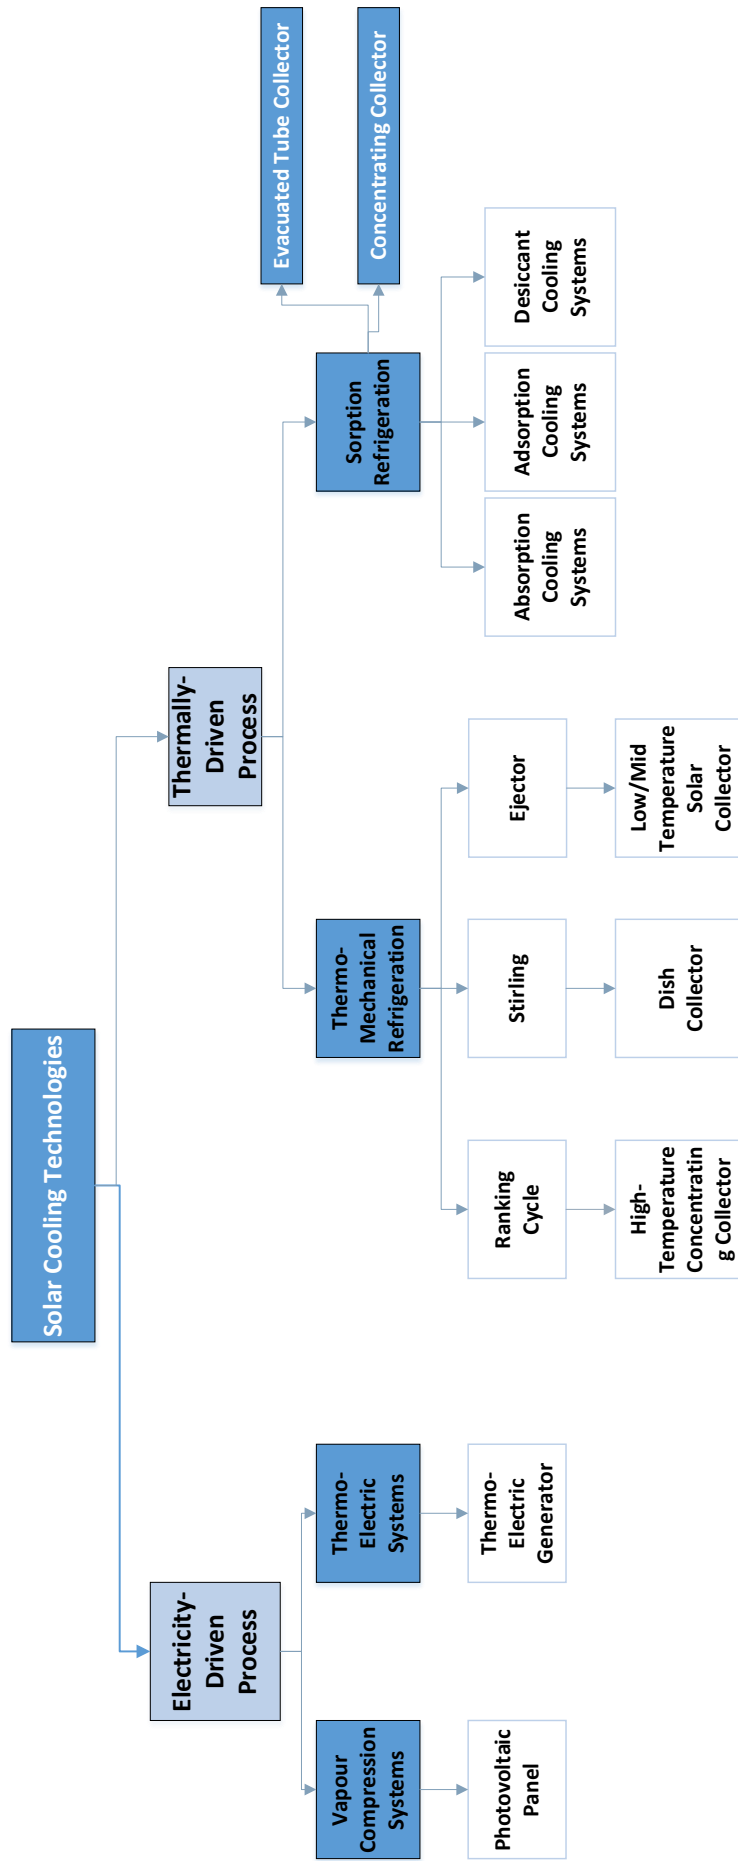 Solar Cooling Technologies
Electricity-
Driven
Process
Thermally-
Driven
Process
Vapour
Compression
Systems
Thermo-
Electric
Systems
Thermo-
Mechanical
Refrigeration
Sorption
Refrigeration
Evacuated Tube Collector
Concentrating Collector
Photovoltaic
Panel
Thermo-
Electric
Generator
Ranking
Cycle
Stirling
Ejector
Absorption
Cooling
Systems
Adsorption
Cooling
Systems
Desiccant
Cooling
Systems
High-
Temperature
Concentratin
g Collector
Dish
Collector
Low/Mid
Temperature
Solar
Collector